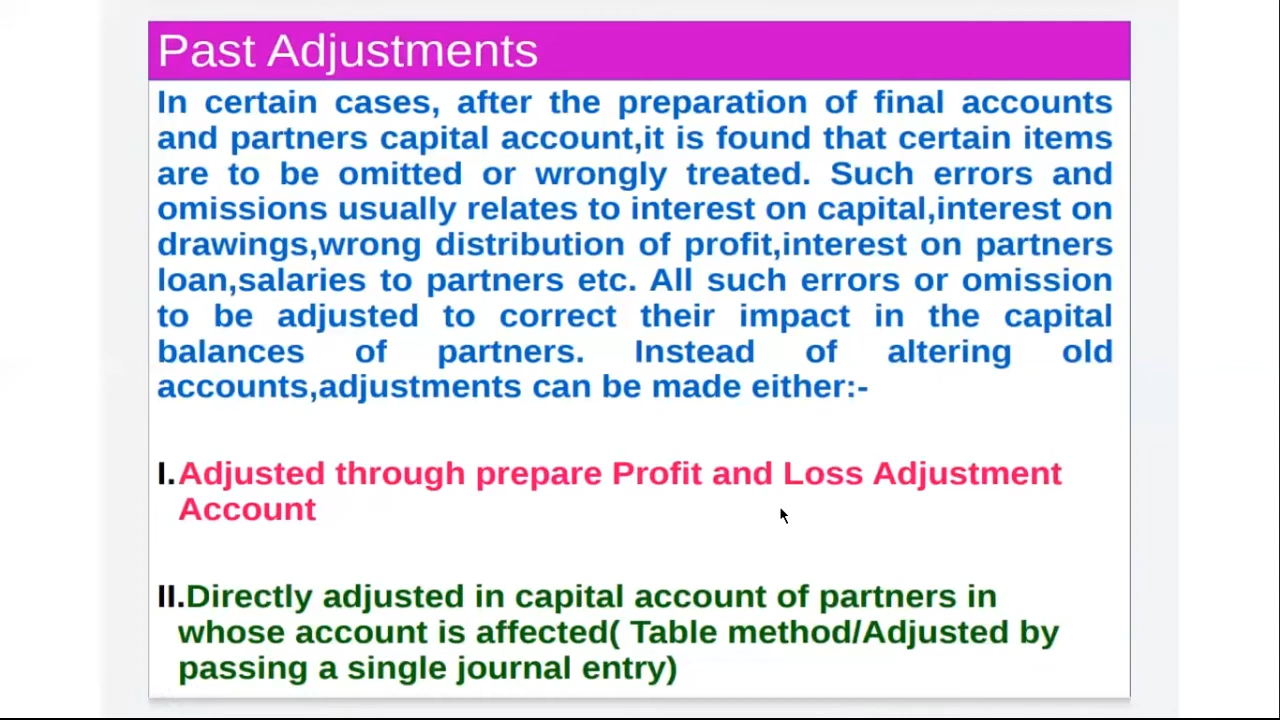 Past Adjustments
In certain cases, after the preparation of final accounts
and partners capital account,it is found that certain items
are to be omitted or wrongly treated. Such errors and
omissions usually relates to interest on capital,interest on
drawings,wrong distribution of profit,interest on partners
loan,salaries to partners etc. All such errors or omission
to be adjusted to correct their impact in the capital
balances of partners. Instead of altering old
accounts,adjustments can be made either:-
I.Adjusted through prepare Profit and Loss Adjustment
Account
II.Directly adjusted in capital account of partners in
whose account is affected( Table method/Adjusted by
passing a single journal entry)